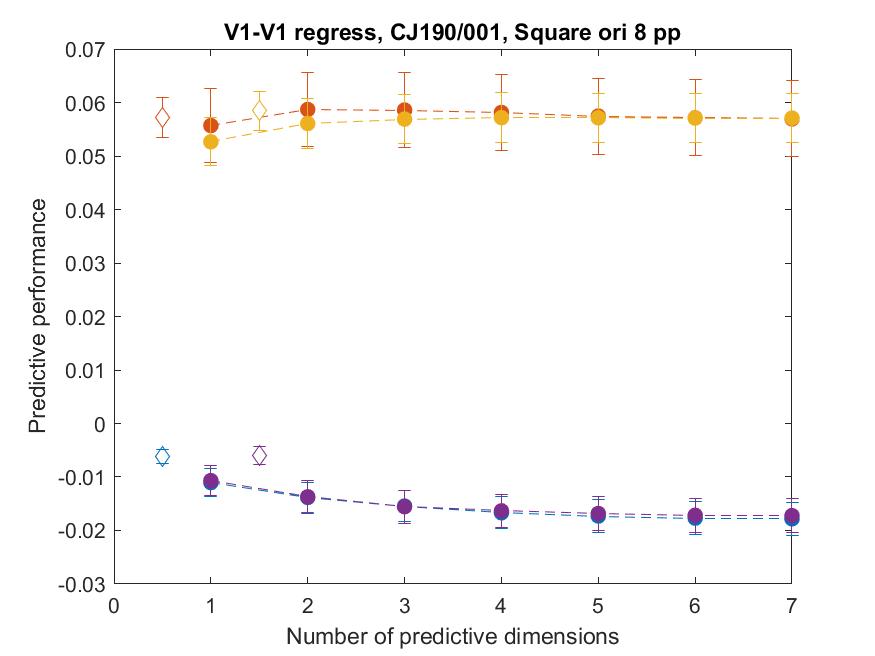 V1-V1 regress, CJ190/001, Square ori 8 pp
0.07
0.06
0.05
0.04
0.03
0.02
0.01
0
-0.01
-0.02
-0.03
Predictive performance
0 1 2 3 4 5 6 7
Number of predictive dimensions